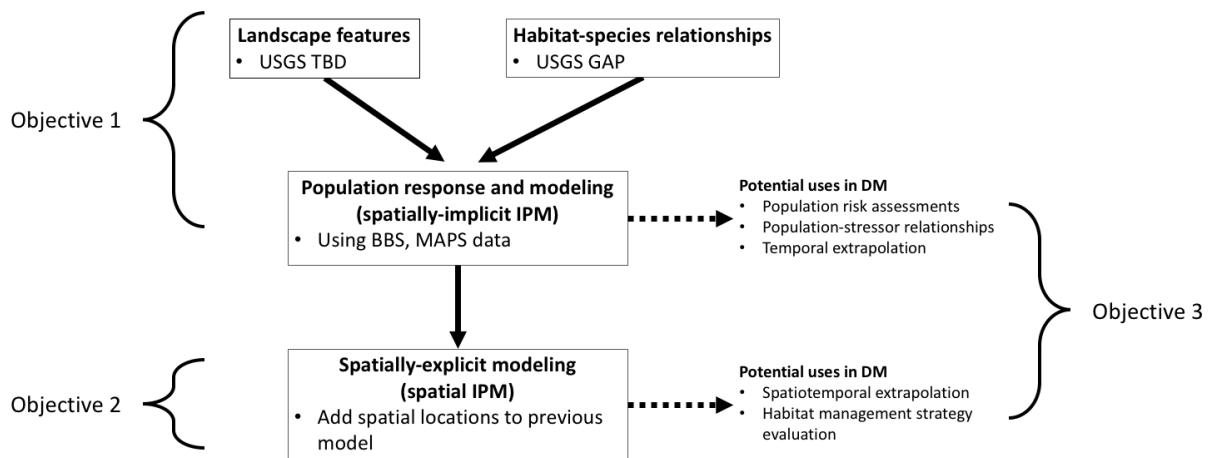 Landscape features
• USGS TBD
Habitat-species relationships
• USGS GAP
Objective 1
Population response and modeling
(spatially-implicit IPM)
• Using BBS, MAPS data
Potential uses in DM
• Population risk assessments
• Population-stressor relationships
• Temporal extrapolation
Objective 3
Spatially-explicit modeling
(spatial IPM)
• Add spatial locations to previous
model
Objective 2
Potential uses in DM
• Spatiotemporal extrapolation
• Habitat management strategy
evaluation